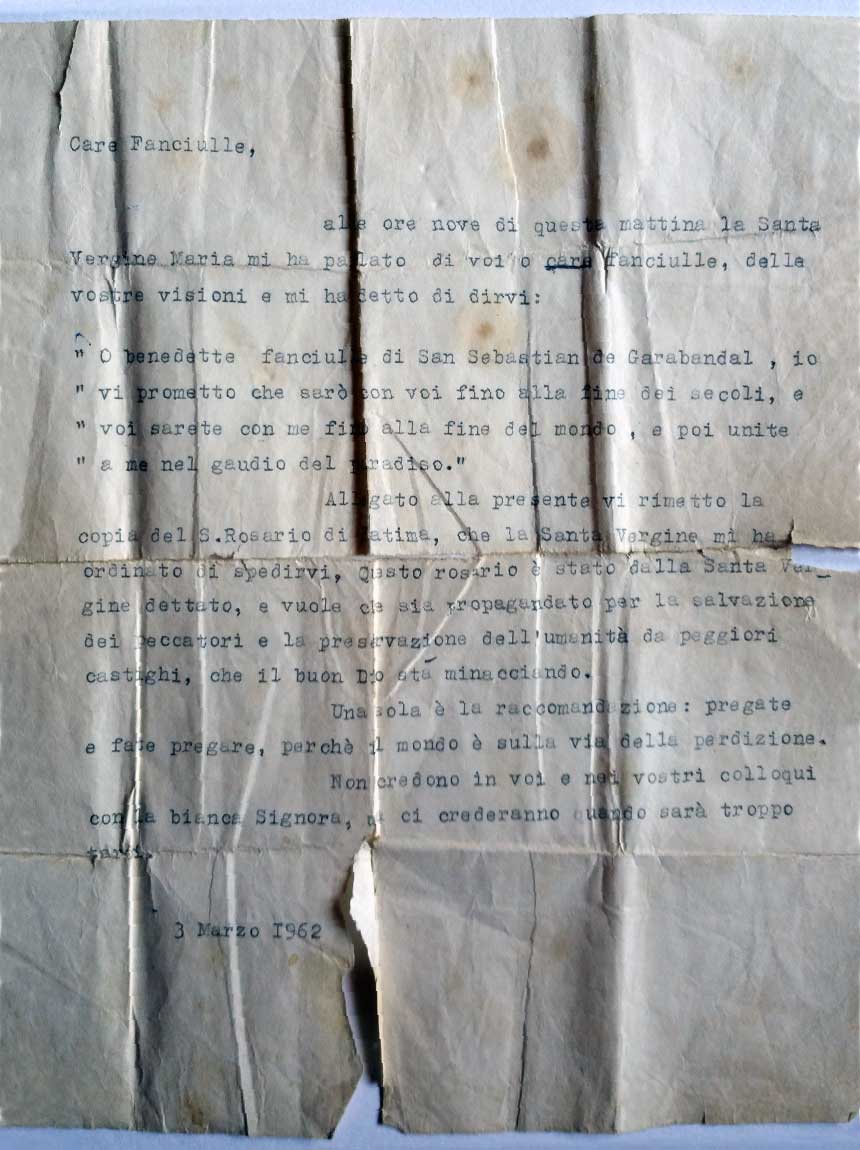 Care Fanciulle,
alle ore nove di questa mattina la Santa
Vergine Maria mi ha parlato di voi o care fanciulle, delle
vostre visioni e mi ha detto di dirvi:
" O benedette fanciulle di San Sebastian de Garabandal , io
" vi prometto che sarò con voi fino alla fine dei secoli, e
" voi sarete con me fino alla fine del mondo , e poi unite
" a me nel gaudio del paradiso."
Allegato alla presente vi rimetto la
copia del S.Rosario di Fatima, che la Santa Vergine mi ha
ordinato di spedirvi, Questo rosario è stato dalla Santa Ver_
gine dettato, e vuole che sia propagandato per la salvazione
dei peccatori e la preservazione dell'umanità da peggiori
castighi, che il buon Dio stá minacciando.
Una sola è la raccomandazione: pregate
e fate pregare, perchè il mondo è sulla via della perdizione.
Non credono in voi e nei vostri colloqui
con la bianca Signora, ci crederanno quando sarà troppo
tardi.
3 Marzo I962